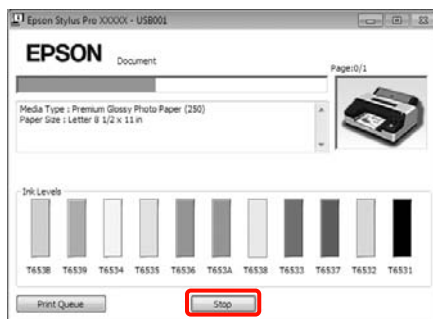 Epson Stylus Pro XXXXX - USB001
EPSON
Document
Page:0/1
Media Type : Premium Glossy Photo Paper (250)
Paper Size : Letter 8 1/2 x 11 in
Ink Levels
T653B T6539 T6534 T6535 T6536 T653A T6538 T6533 T6537 T6532 T6531
Print Queue Stop